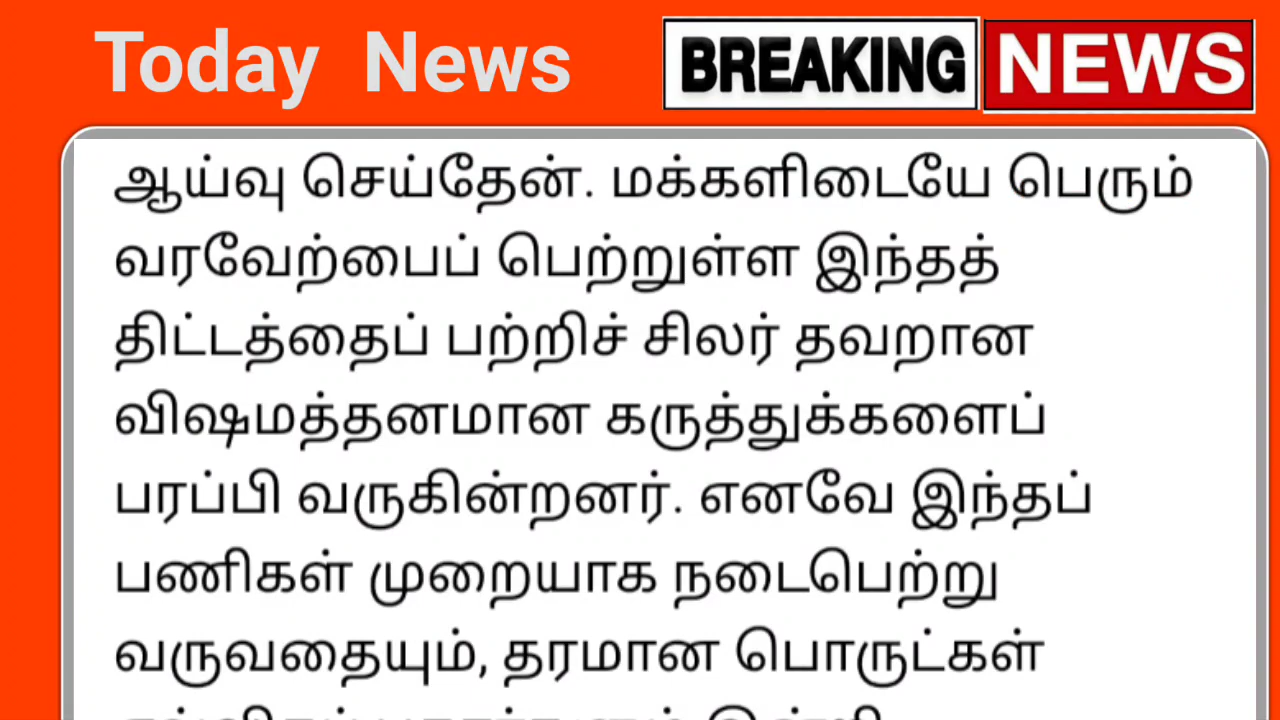 Today News
BREAKING NEWS
ஆய்வு செய்தேன். மக்களிடையே பெரும்
வரவேற்பைப் பெற்றுள்ள இந்தத்
திட்டத்தைப் பற்றிச் சிலர் தவறான
விஷமத்தனமான கருத்துக்களைப்
பரப்பி வருகின்றனர். எனவே இந்தப்
பணிகள் முறையாக நடைபெற்று
வருவதையும், தரமான பொருட்கள்